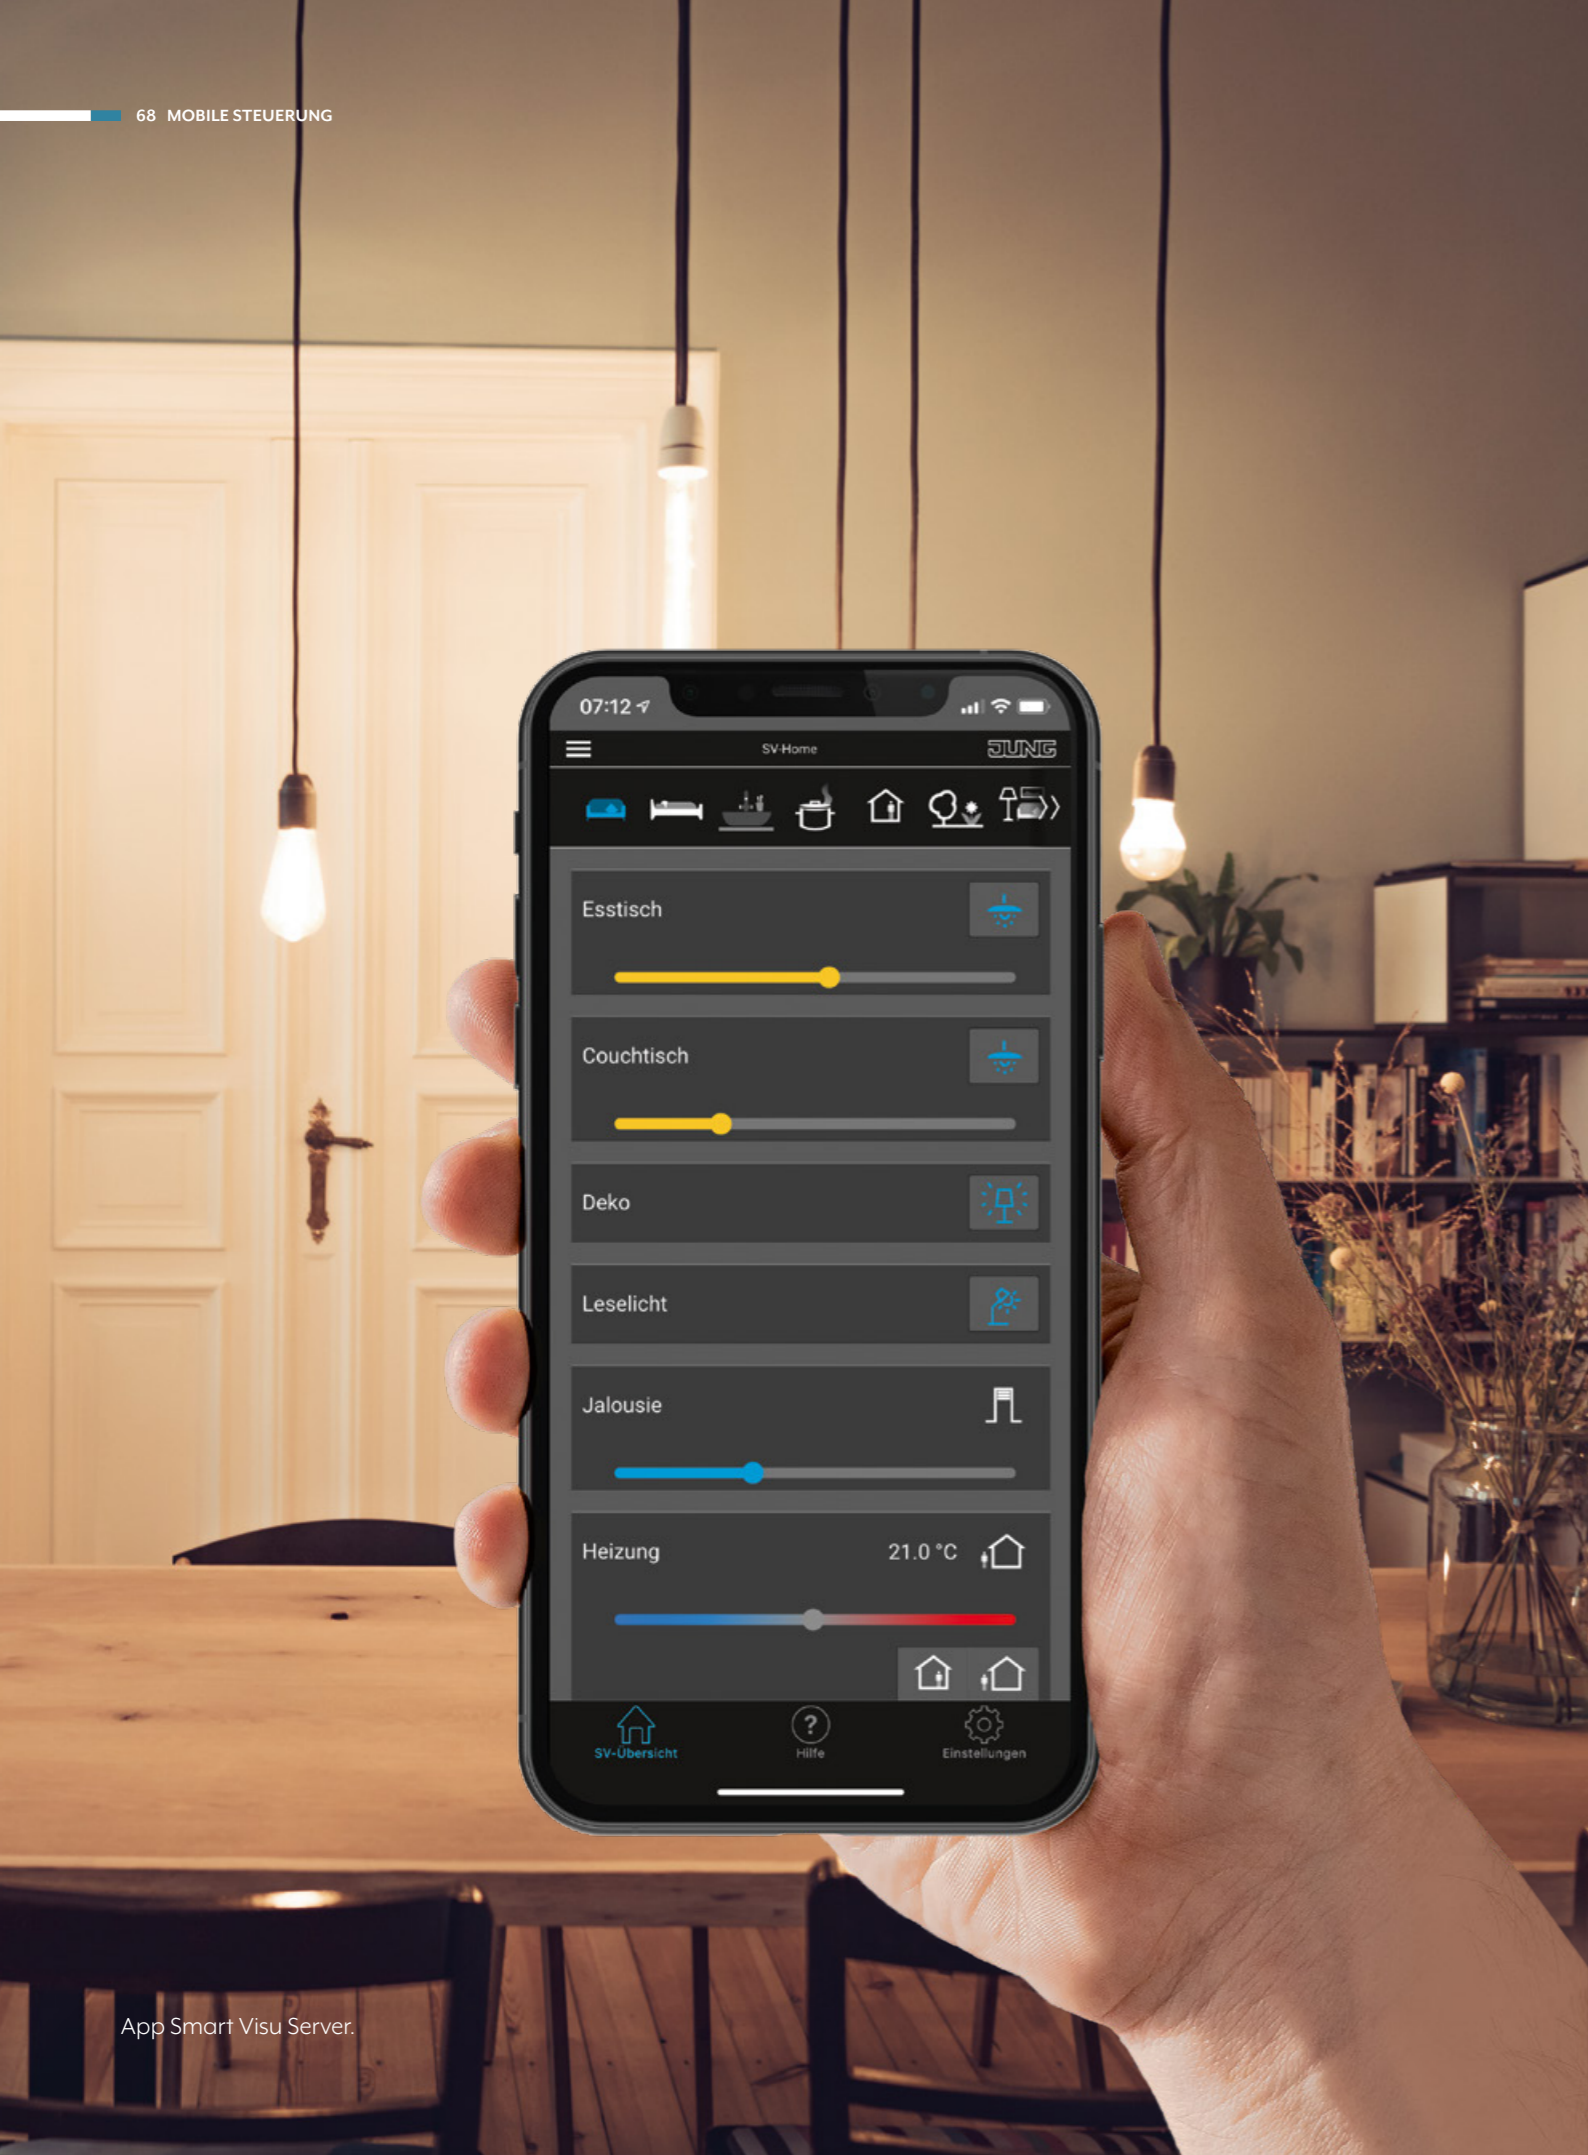 68 MOBILE STEUERUNG
07:12
SV-Home
JUNG
Esstisch
Couchtisch
Deko
Leselicht
Jalousie
Heizung 21.0 °C
SV-Übersicht
?
Hilfe
Einstellungen
App Smart Visu Server.